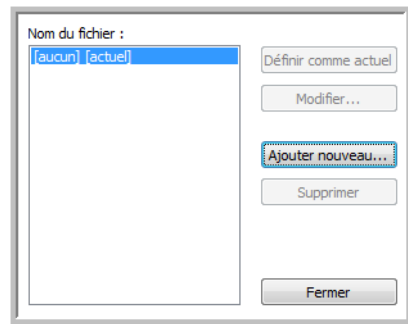 Nom du fichier :
[aucun] [actuel]
Définir comme actuel
Modifier...
Ajouter nouveau...
Supprimer
Fermer